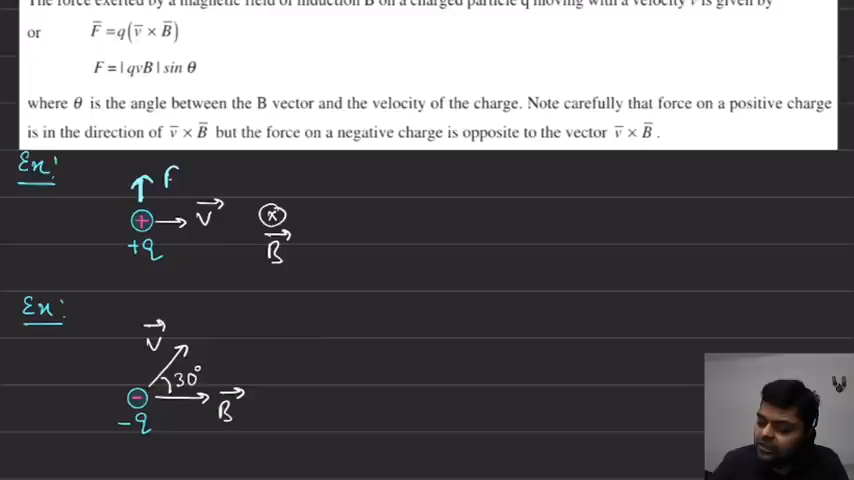 The force exerted by a magnetic field of induction B on a charged particle q moving with a velocity v is given by
or F̅ = q(v̅ × B̅)
F = | qvB | sin θ
where θ is the angle between the B vector and the velocity of the charge. Note carefully that force on a positive charge
is in the direction of v̅ × B̅ but the force on a negative charge is opposite to the vector v̅ × B̅ .
Ex:
F
+ → V⃗ ⊗
+q B⃗
Ex:
V⃗
30°
−
−q B⃗